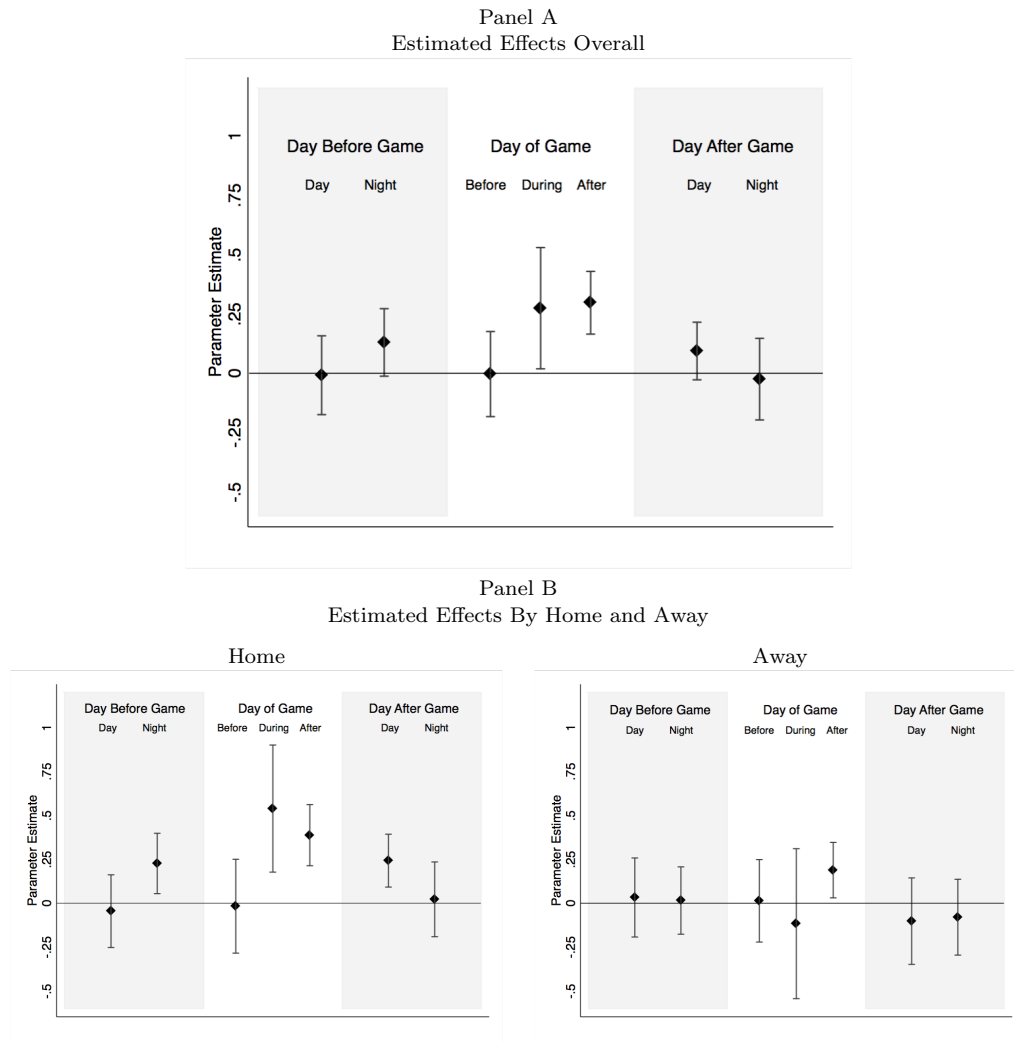 Panel A
Estimated Effects Overall
Day Before Game Day of Game Day After Game
Day Night Before During After Day Night
Parameter Estimate
1
.75
.5
.25
0
-.25
-.5
Panel B
Estimated Effects By Home and Away
Home
Day Before Game Day of Game Day After Game
Day Night Before During After Day Night
Parameter Estimate
1
.75
.5
.25
0
-.25
-.5
Away
Day Before Game Day of Game Day After Game
Day Night Before During After Day Night
Parameter Estimate
1
.75
.5
.25
0
-.25
-.5